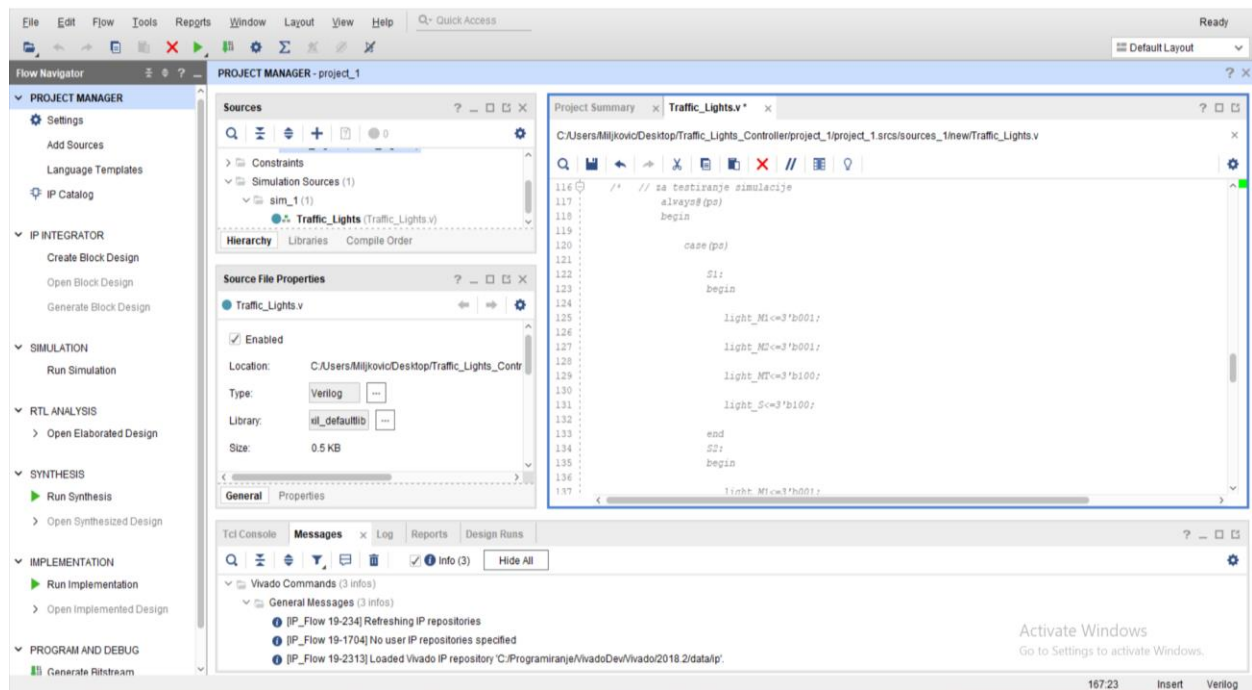 File Edit Flow Tools Reports Window Layout View Help Quick Access Ready
Default Layout
Flow Navigator
PROJECT MANAGER
Settings
Add Sources
Language Templates
IP Catalog
IP INTEGRATOR
Create Block Design
Open Block Design
Generate Block Design
SIMULATION
Run Simulation
RTL ANALYSIS
Open Elaborated Design
SYNTHESIS
Run Synthesis
Open Synthesized Design
IMPLEMENTATION
Run Implementation
Open Implemented Design
PROGRAM AND DEBUG
Generate Bitstream
PROJECT MANAGER - project_1
Sources
0
Constraints
Simulation Sources (1)
sim_1 (1)
Traffic_Lights (Traffic_Lights.v)
Hierarchy Libraries Compile Order
Source File Properties
Traffic_Lights.v
Enabled
Location: C:/Users/Miljkovic/Desktop/Traffic_Lights_Contr
Type: Verilog
Library: xil_defaultlib
Size: 0.5 KB
General Properties
Project Summary Traffic_Lights.v *
C:/Users/Miljkovic/Desktop/Traffic_Lights_Controller/project_1/project_1.srcs/sources_1/new/Traffic_Lights.v
116 /* // za testiranje simulacije
117 always@(ps)
118 begin
119
120 case(ps)
121
122 S1:
123 begin
124
125 light_M1<=3'b001;
126
127 light_M2<=3'b001;
128
129 light_MT<=3'b100;
130
131 light_S<=3'b100;
132
133 end
134 S2:
135 begin
136
137 light_M1<=3'b001;
Tcl Console Messages Log Reports Design Runs
Info (3) Hide All
Vivado Commands (3 infos)
General Messages (3 infos)
[IP_Flow 19-234] Refreshing IP repositories
[IP_Flow 19-1704] No user IP repositories specified
[IP_Flow 19-2313] Loaded Vivado IP repository 'C:/Programiranje/VivadoDev/Vivado/2018.2/data/ip'.
Activate Windows
Go to Settings to activate Windows.
167:23 Insert Verilog